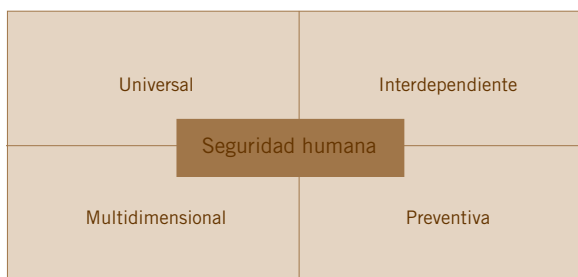 Universal
Interdependiente
Seguridad humana
Multidimensional
Preventiva